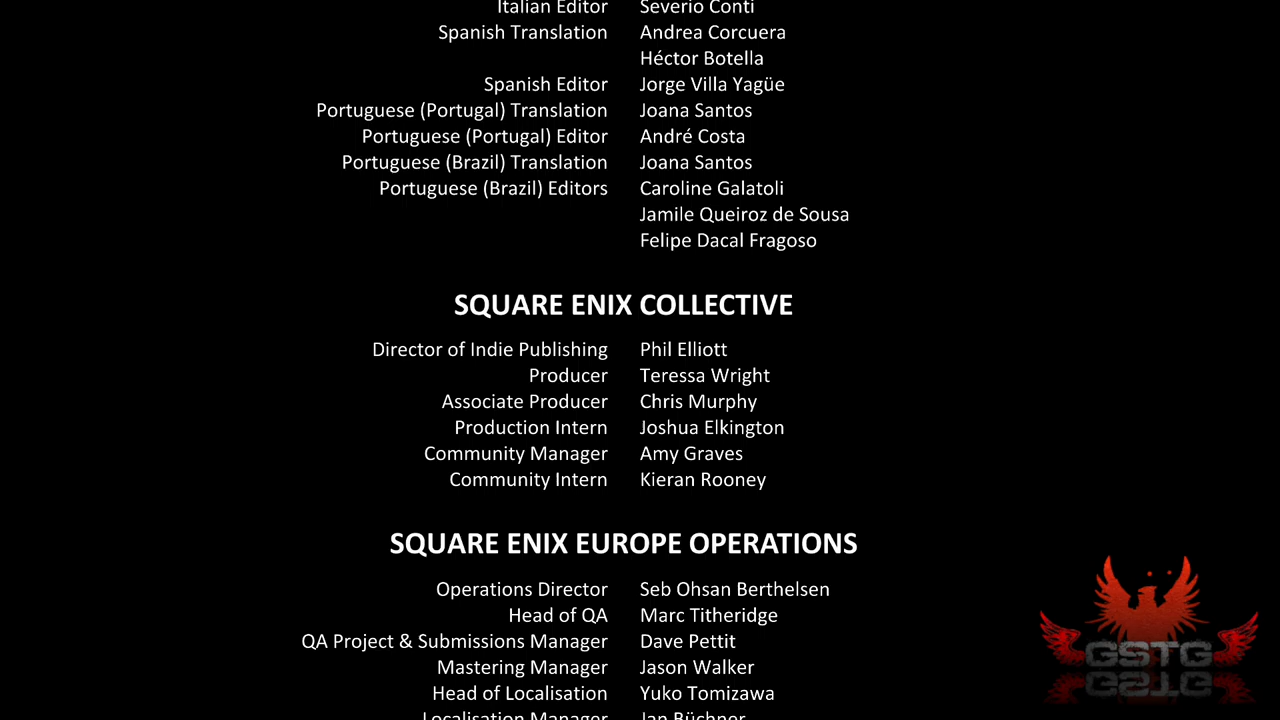 Italian Editor Severio Conti
Spanish Translation Andrea Corcuera
Héctor Botella
Spanish Editor Jorge Villa Yagüe
Portuguese (Portugal) Translation Joana Santos
Portuguese (Portugal) Editor André Costa
Portuguese (Brazil) Translation Joana Santos
Portuguese (Brazil) Editors Caroline Galatoli
Jamile Queiroz de Sousa
Felipe Dacal Fragoso
SQUARE ENIX COLLECTIVE
Director of Indie Publishing Phil Elliott
Producer Teressa Wright
Associate Producer Chris Murphy
Production Intern Joshua Elkington
Community Manager Amy Graves
Community Intern Kieran Rooney
SQUARE ENIX EUROPE OPERATIONS
Operations Director Seb Ohsan Berthelsen
Head of QA Marc Titheridge
QA Project & Submissions Manager Dave Pettit
Mastering Manager Jason Walker
Head of Localisation Yuko Tomizawa
Localisation Manager Jan Büchner
GSTG